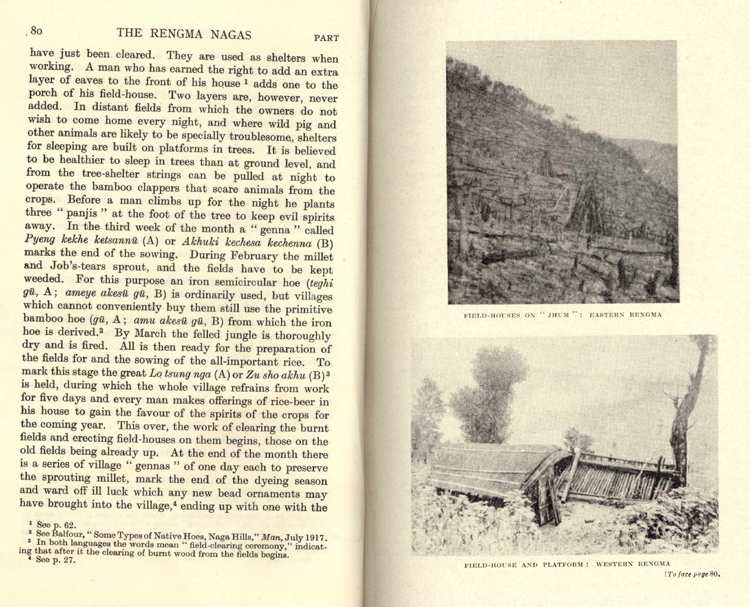 80 THE RENGMA NAGAS PART
have just been cleared. They are used as shelters when
working. A man who has earned the right to add an extra
layer of eaves to the front of his house ¹ adds one to the
porch of his field-house. Two layers are, however, never
added. In distant fields from which the owners do not
wish to come home every night, and where wild pig and
other animals are likely to be specially troublesome, shelters
for sleeping are built on platforms in trees. It is believed
to be healthier to sleep in trees than at ground level, and
from the tree-shelter strings can be pulled at night to
operate the bamboo clappers that scare animals from the
crops. Before a man climbs up for the night he plants
three “ panjis ” at the foot of the tree to keep evil spirits
away. In the third week of the month a “ genna ” called
Pyeng kekhe ketsannü (A) or Akhuki kechesa kechenna (B)
marks the end of the sowing. During February the millet
and Job's-tears sprout, and the fields have to be kept
weeded. For this purpose an iron semicircular hoe (teghi
gü, A ; ameye akesü gü, B) is ordinarily used, but villages
which cannot conveniently buy them still use the primitive
bamboo hoe (gü, A ; amu akesü gü, B) from which the iron
hoe is derived.² By March the felled jungle is thoroughly
dry and is fired. All is then ready for the preparation of
the fields for and the sowing of the all-important rice. To
mark this stage the great Lo tsung nga (A) or Zu sho akhu (B)³
is held, during which the whole village refrains from work
for five days and every man makes offerings of rice-beer in
his house to gain the favour of the spirits of the crops for
the coming year. This over, the work of clearing the burnt
fields and erecting field-houses on them begins, those on the
old fields being already up. At the end of the month there
is a series of village “ gennas ” of one day each to preserve
the sprouting millet, mark the end of the dyeing season
and ward off ill luck which any new bead ornaments may
have brought into the village,⁴ ending up with one with the
¹ See p. 62.
² See Balfour, “ Some Types of Native Hoes, Naga Hills,” Man, July 1917.
³ In both languages the words mean “ field-clearing ceremony,” indicat-
ing that after it the clearing of burnt wood from the fields begins.
⁴ See p. 27.
FIELD-HOUSES ON “ JHUM ” : EASTERN RENGMA
FIELD-HOUSE AND PLATFORM : WESTERN RENGMA
[To face page 80.